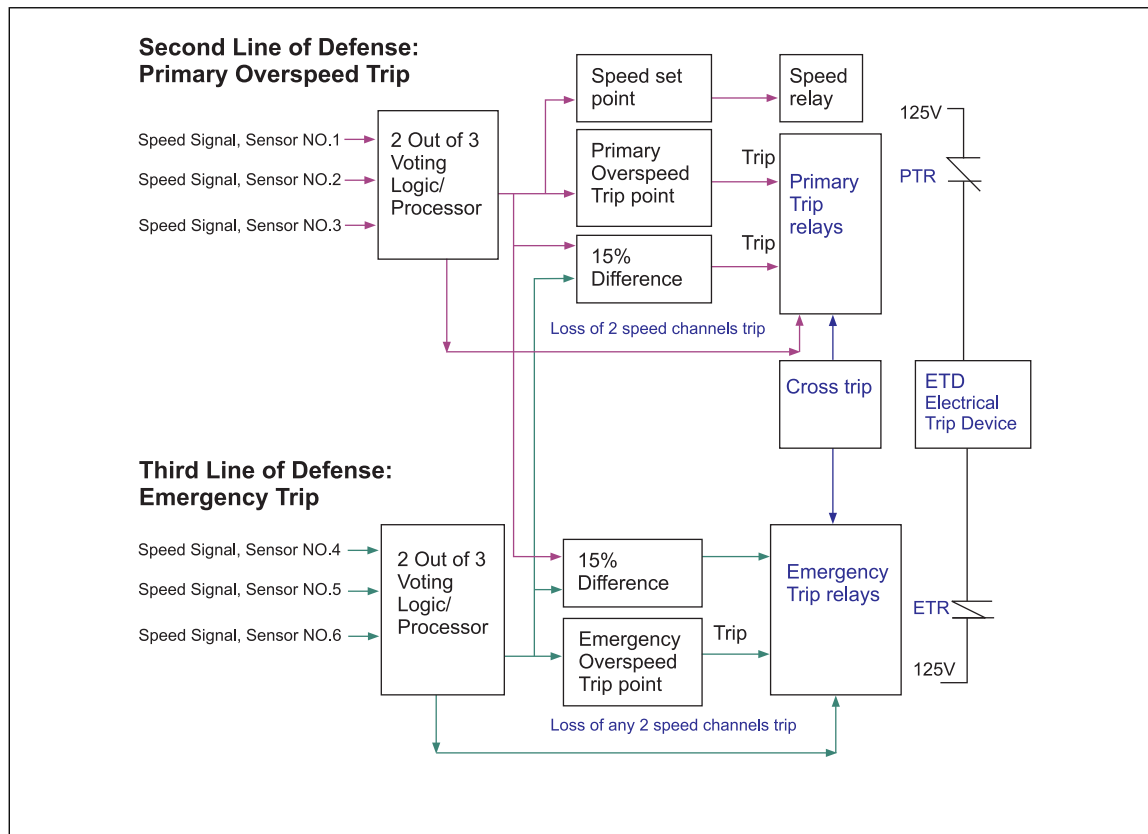 Second Line of Defense:
Primary Overspeed Trip
Speed Signal, Sensor NO.1
Speed Signal, Sensor NO.2
Speed Signal, Sensor NO.3
2 Out of 3
Voting
Logic/
Processor
Speed set
point
Speed
relay
Primary
Overspeed
Trip point
Trip
15%
Difference
Trip
Primary
Trip
relays
Loss of 2 speed channels trip
Cross trip
125V
PTR
ETD
Electrical
Trip Device
ETR
125V
Third Line of Defense:
Emergency Trip
Speed Signal, Sensor NO.4
Speed Signal, Sensor NO.5
Speed Signal, Sensor NO.6
2 Out of 3
Voting
Logic/
Processor
15%
Difference
Emergency
Overspeed
Trip point
Trip
Emergency
Trip relays
Loss of any 2 speed channels trip